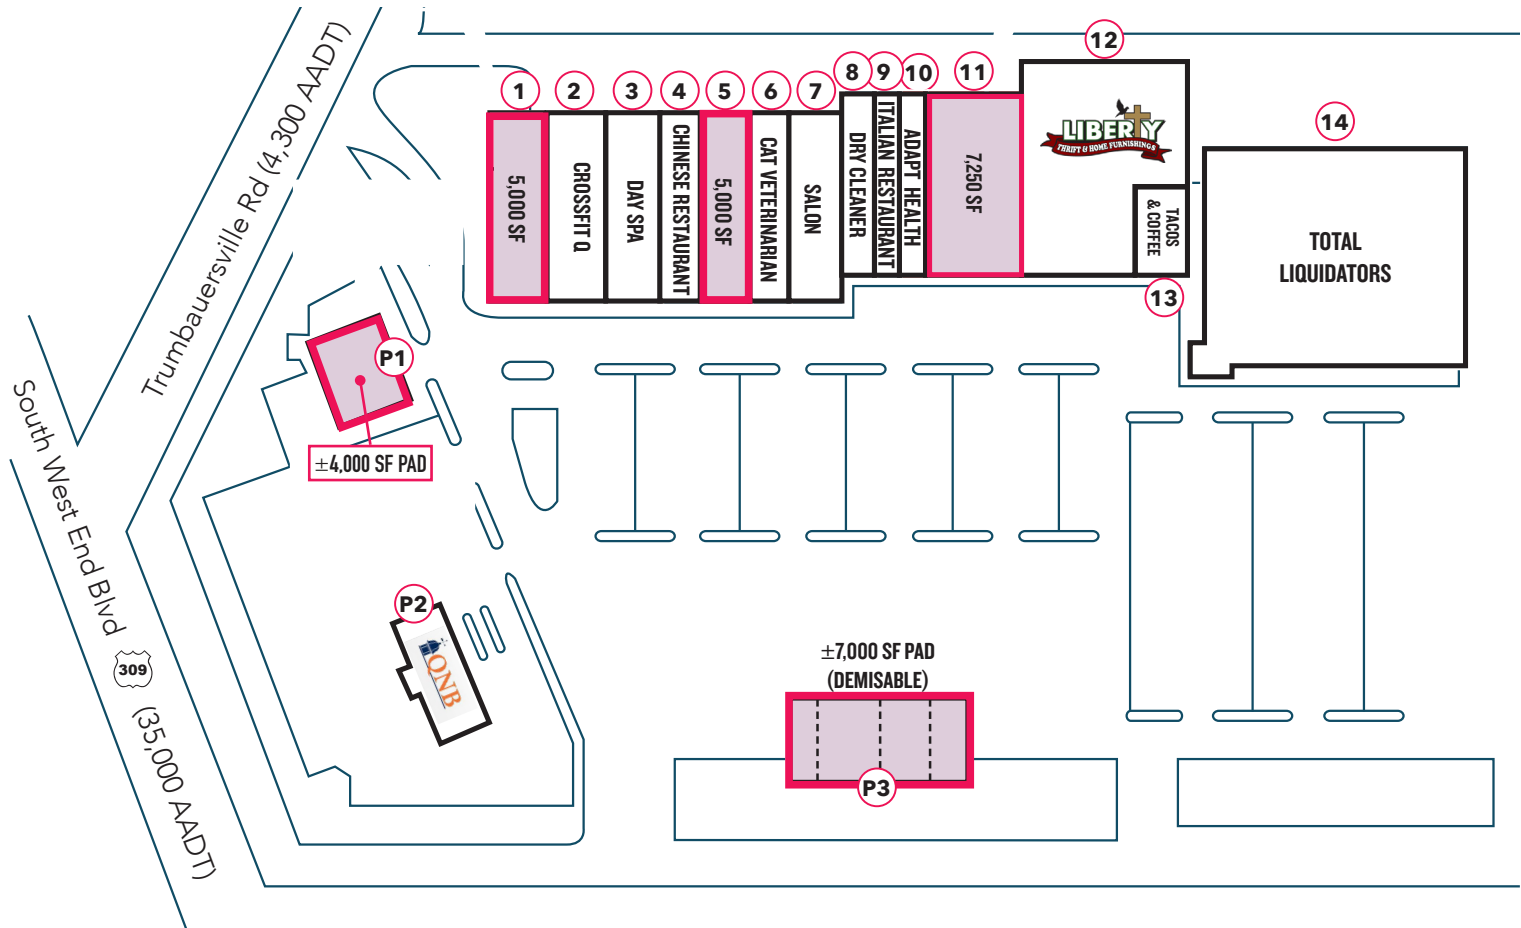 Trumbauersville Rd (4,300 AADT)
South West End Blvd 309 (35,000 AADT)
1
2
3
4
5
6
7
8
9
10
11
12
13
14
5,000 SF
CROSSFIT Q
DAY SPA
CHINESE RESTAURANT
5,000 SF
CAT VETERINARIAN
SALON
DRY CLEANER
ITALIAN RESTAURANT
ADAPT HEALTH
7,250 SF
LIBERTY
THRIFT & HOME FURNISHINGS
TACOS
& COFFEE
TOTAL
LIQUIDATORS
P1
±4,000 SF PAD
P2
QNB
±7,000 SF PAD
(DEMISABLE)
P3